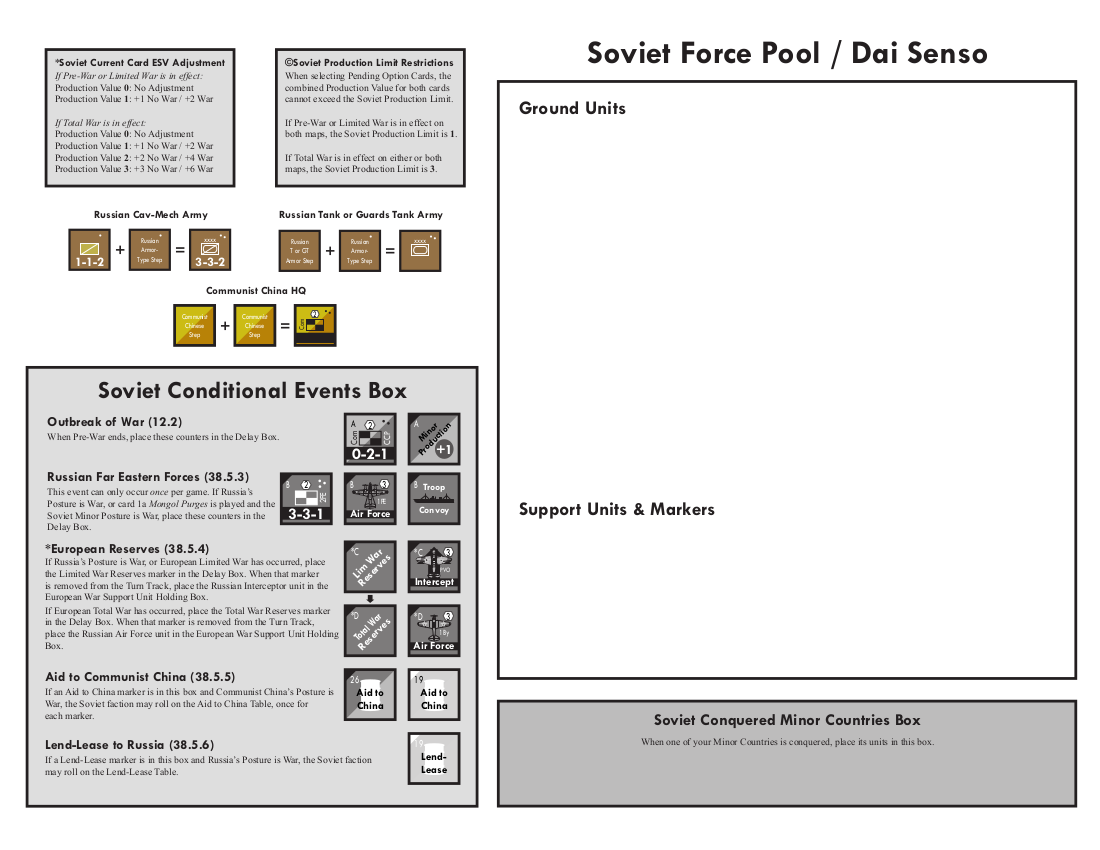 *Soviet Current Card ESV Adjustment
If Pre-War or Limited War is in effect:
Production Value 0: No Adjustment
Production Value 1: +1 No War / +2 War
If Total War is in effect:
Production Value 0: No Adjustment
Production Value 1: +1 No War / +2 War
Production Value 2: +2 No War / +4 War
Production Value 3: +3 No War / +6 War
©Soviet Production Limit Restrictions
When selecting Pending Option Cards, the
combined Production Value for both cards
cannot exceed the Soviet Production Limit.
If Pre-War or Limited War is in effect on
both maps, the Soviet Production Limit is 1.
If Total War is in effect on either or both
maps, the Soviet Production Limit is 3.
Russian Cav-Mech Army
1-1-2
+
Russian
Armor-
Type Step
=
xxxx
3-3-2
Russian Tank or Guards Tank Army
Russian
T or GT
Armor Step
+
Russian
Armor-
Type Step
=
xxxx
Communist China HQ
Communist
Chinese
Step
+
Communist
Chinese
Step
=
2
Com
Soviet Conditional Events Box
Outbreak of War (12.2)
When Pre-War ends, place these counters in the Delay Box.
A
2
Com
CCP
0-2-1
A
Minor
Production
+1
Russian Far Eastern Forces (38.5.3)
This event can only occur once per game. If Russia's
Posture is War, or card 1a Mongol Purges is played and the
Soviet Minor Posture is War, place these counters in the
Delay Box.
B
2
2FE
3-3-1
B
3
1FE
Air Force
B
Troop
Convoy
*European Reserves (38.5.4)
If Russia's Posture is War, or European Limited War has occurred, place
the Limited War Reserves marker in the Delay Box. When that marker
is removed from the Turn Track, place the Russian Interceptor unit in the
European War Support Unit Holding Box.
If European Total War has occurred, place the Total War Reserves marker
in the Delay Box. When that marker is removed from the Turn Track,
place the Russian Air Force unit in the European War Support Unit Holding
Box.
*C
Lim War
Reserves
*C
3
PVO
Intercept
*D
Total War
Reserves
*D
3
18y
Air Force
Aid to Communist China (38.5.5)
If an Aid to China marker is in this box and Communist China's Posture is
War, the Soviet faction may roll on the Aid to China Table, once for
each marker.
26
Aid to
China
19
Aid to
China
Lend-Lease to Russia (38.5.6)
If a Lend-Lease marker is in this box and Russia's Posture is War, the Soviet faction
may roll on the Lend-Lease Table.
Lend-
Lease
Soviet Force Pool / Dai Senso
Ground Units
Support Units & Markers
Soviet Conquered Minor Countries Box
When one of your Minor Countries is conquered, place its units in this box.